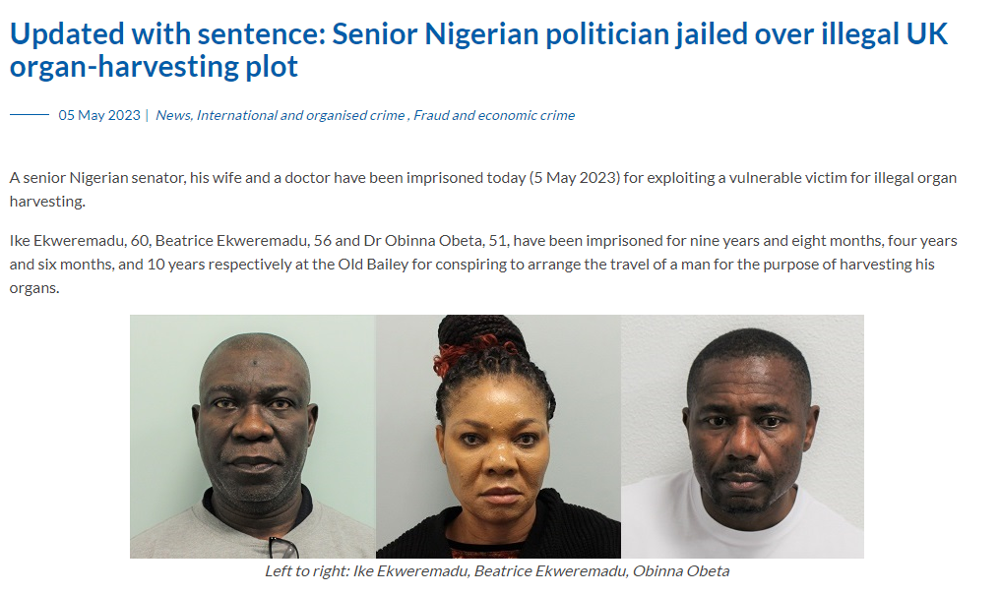 Updated with sentence: Senior Nigerian politician jailed over illegal UK
organ-harvesting plot
05 May 2023 | News, International and organised crime , Fraud and economic crime
A senior Nigerian senator, his wife and a doctor have been imprisoned today (5 May 2023) for exploiting a vulnerable victim for illegal organ
harvesting.
Ike Ekweremadu, 60, Beatrice Ekweremadu, 56 and Dr Obinna Obeta, 51, have been imprisoned for nine years and eight months, four years
and six months, and 10 years respectively at the Old Bailey for conspiring to arrange the travel of a man for the purpose of harvesting his
organs.
Left to right: Ike Ekweremadu, Beatrice Ekweremadu, Obinna Obeta